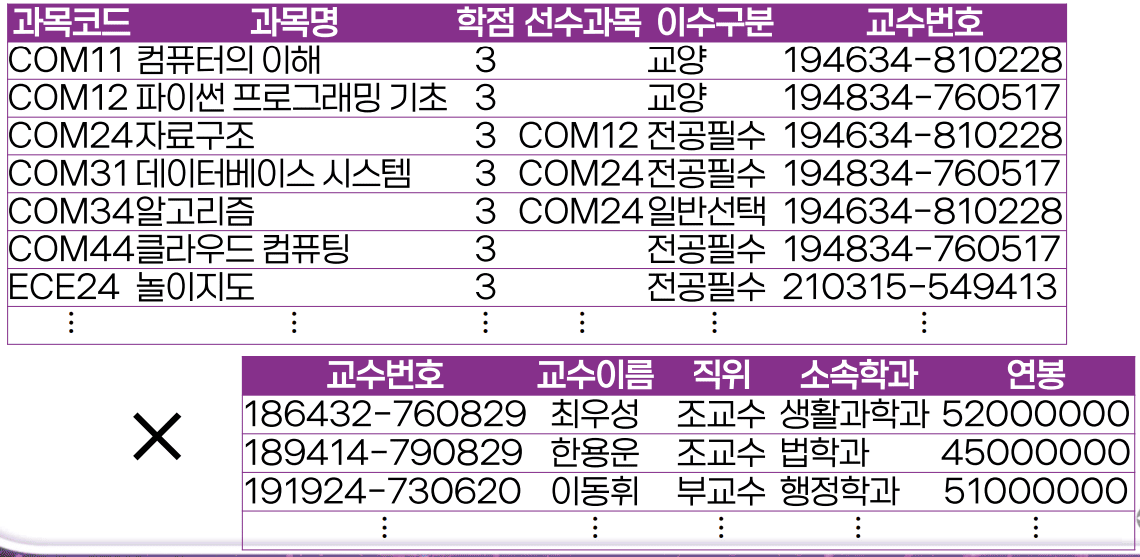 과목코드 과목명 학점 선수과목 이수구분 교수번호
COM11 컴퓨터의 이해 3 교양 194634-810228
COM12 파이썬 프로그래밍 기초 3 교양 194834-760517
COM24 자료구조 3 COM12 전공필수 194634-810228
COM31 데이터베이스 시스템 3 COM24 전공필수 194834-760517
COM34 알고리즘 3 COM24 일반선택 194634-810228
COM44 클라우드 컴퓨팅 3 전공필수 194834-760517
ECE24 놀이지도 3 전공필수 210315-549413
⋮ ⋮ ⋮ ⋮ ⋮ ⋮
×
교수번호 교수이름 직위 소속학과 연봉
186432-760829 최우성 조교수 생활과학과 52000000
189414-790829 한용운 조교수 법학과 45000000
191924-730620 이동휘 부교수 행정학과 51000000
⋮ ⋮ ⋮ ⋮ ⋮